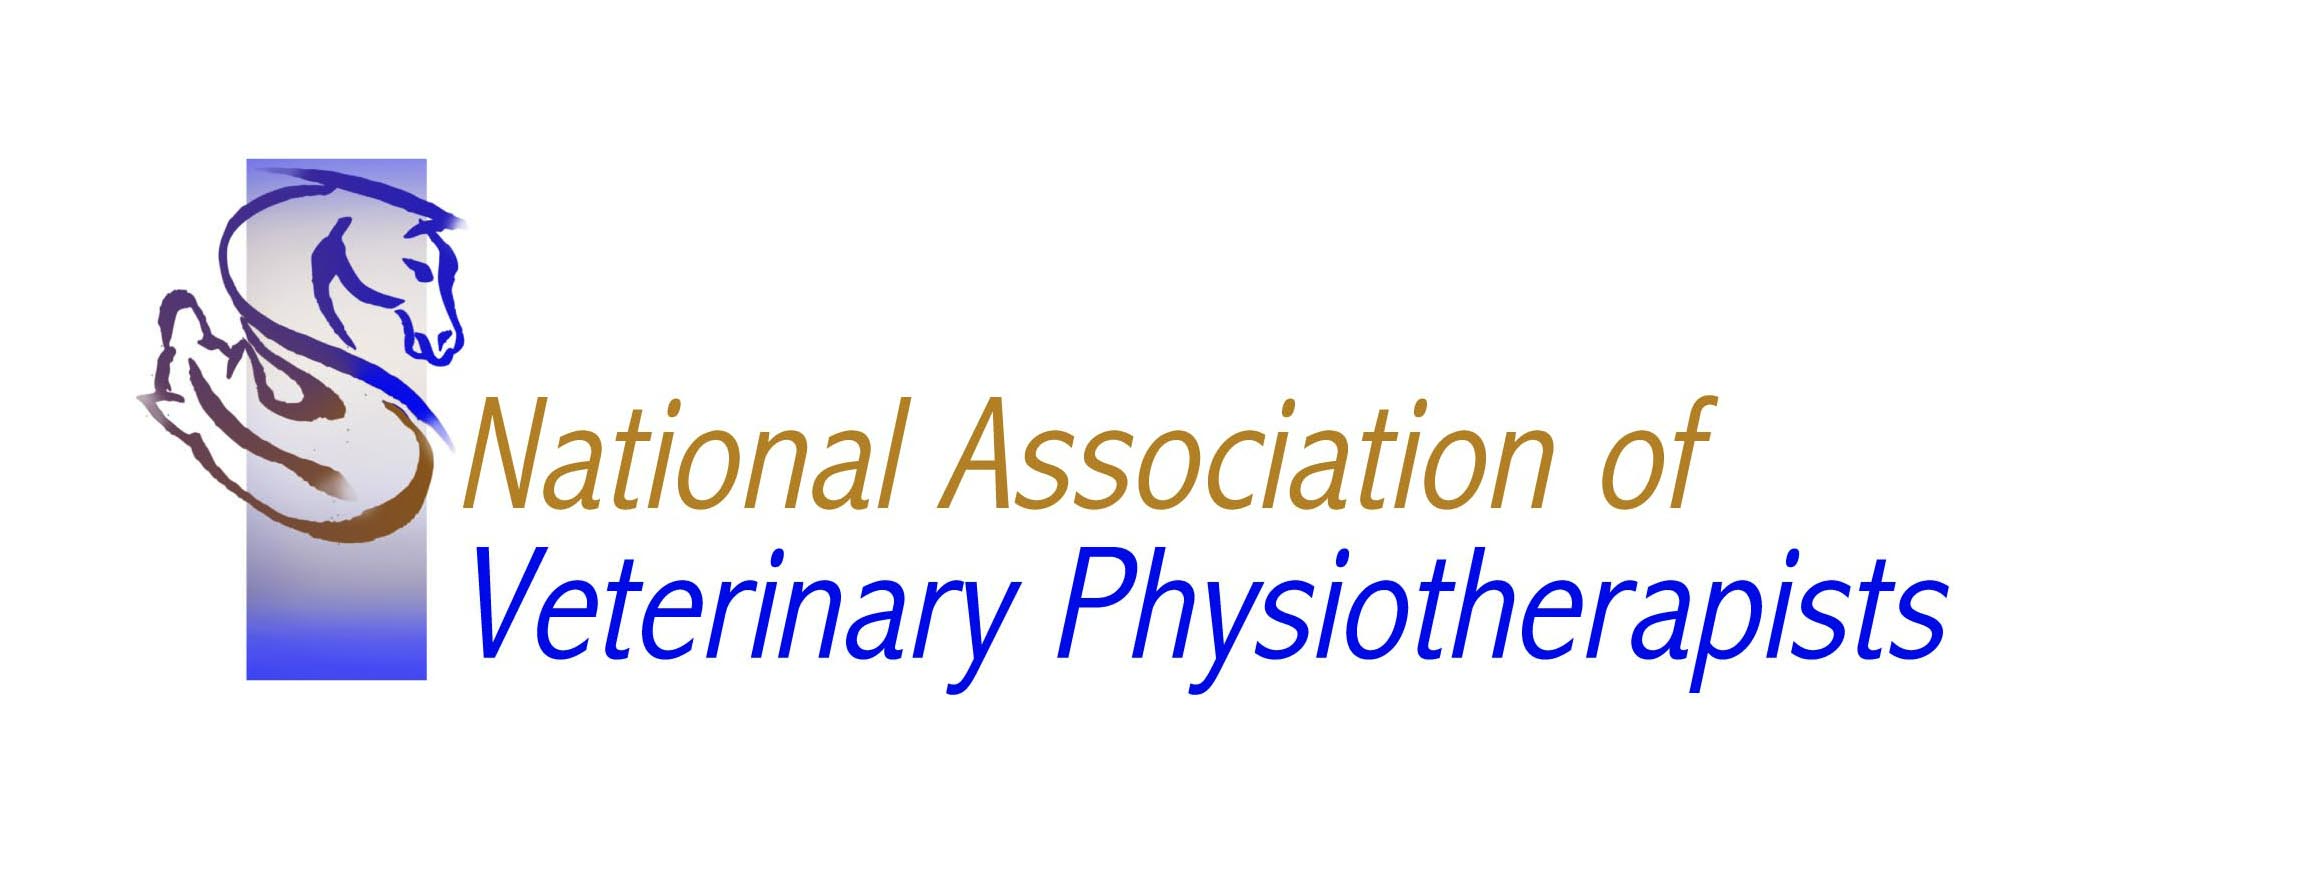 National Association of
Veterinary Physiotherapists